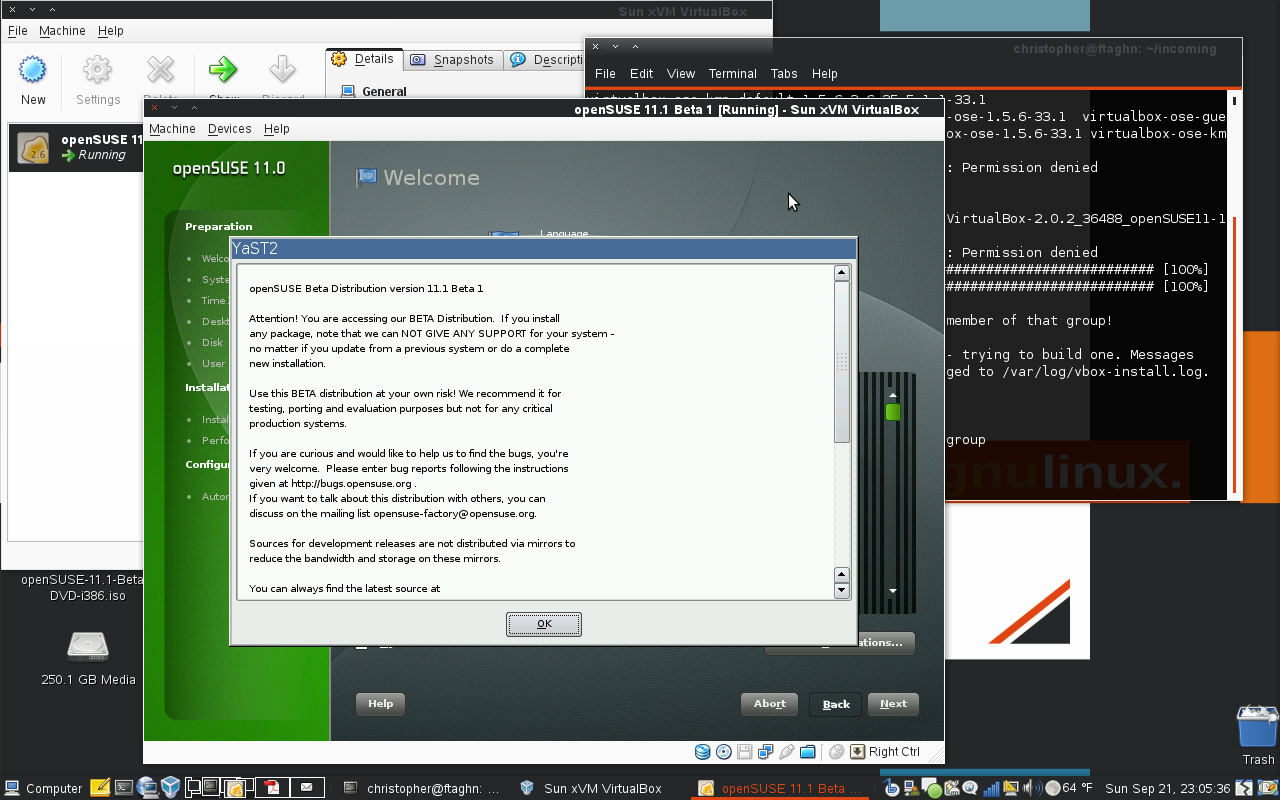 Sun xVM VirtualBox
File Machine Help
New Settings Discard
Details Snapshots
General
openSUSE 11
Running
2.6
christopher@ftaghn: ~/incoming
File Edit View Terminal Tabs Help
-33.1
-ose-1.5.6-33.1 virtualbox-ose-gue
ox-ose-1.5.6-33.1 virtualbox-ose-km
: Permission denied
VirtualBox-2.0.2_36488_openSUSE11-1
: Permission denied
########################## [100%]
########################## [100%]
member of that group!
- trying to build one. Messages
ged to /var/log/vbox-install.log.
group
gnulinux.
openSUSE 11.1 Beta 1 [Running] - Sun xVM VirtualBox
Machine Devices Help
openSUSE 11.0
Preparation
Welco
Syste
Time
Deskt
Disk
User
Installat
Instal
Perfo
Configu
Autor
Welcome
Language
YaST2
openSUSE Beta Distribution version 11.1 Beta 1
Attention! You are accessing our BETA Distribution. If you install
any package, note that we can NOT GIVE ANY SUPPORT for your system -
no matter if you update from a previous system or do a complete
new installation.
Use this BETA distribution at your own risk! We recommend it for
testing, porting and evaluation purposes but not for any critical
production systems.
If you are curious and would like to help us to find the bugs, you're
very welcome. Please enter bug reports following the instructions
given at http://bugs.opensuse.org .
If you want to talk about this distribution with others, you can
discuss on the mailing list opensuse-factory@opensuse.org.
Sources for development releases are not distributed via mirrors to
reduce the bandwidth and storage on these mirrors.
You can always find the latest source at
OK
ations...
Help Abort Back Next
Right Ctrl
openSUSE-11.1-Beta
DVD-i386.iso
250.1 GB Media
Trash
Computer christopher@ftaghn: ... Sun xVM VirtualBox openSUSE 11.1 Beta ... 64 °F Sun Sep 21, 23:05:36